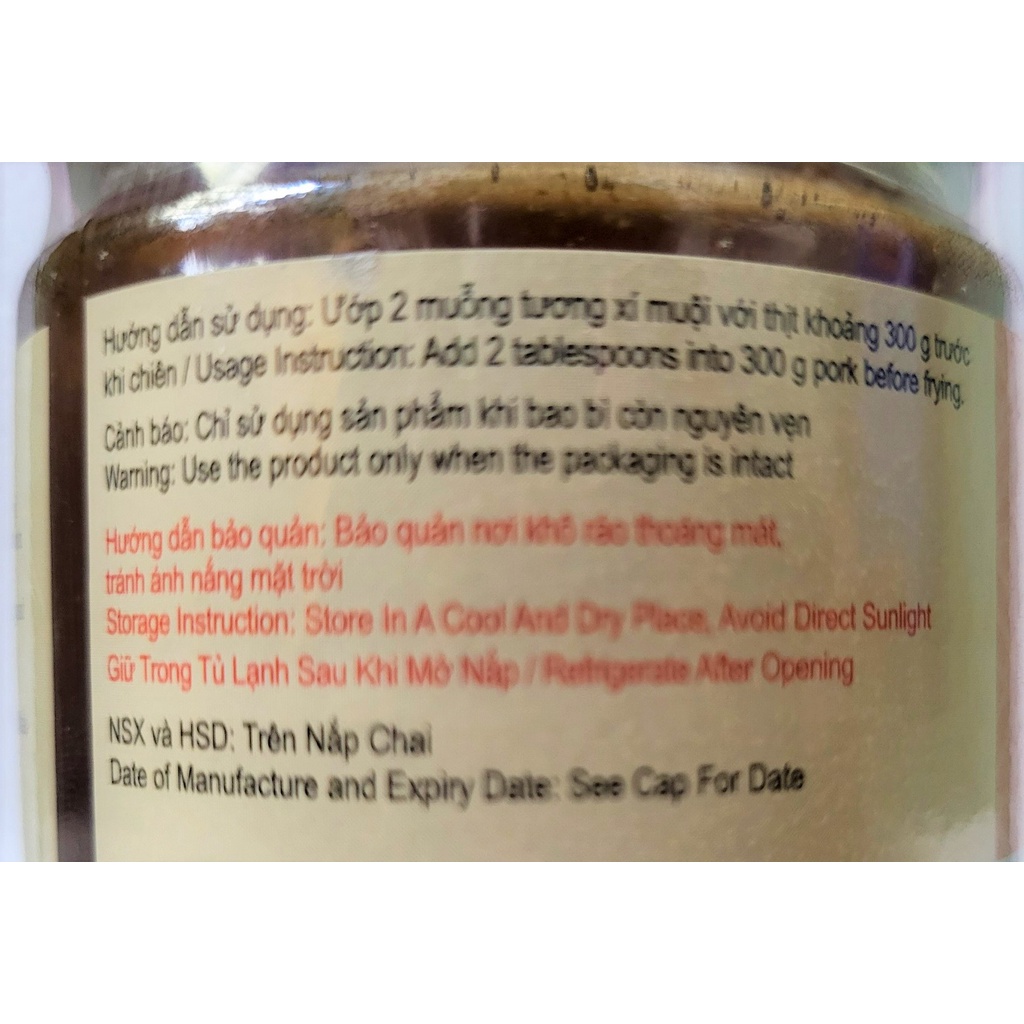 Hướng dẫn sử dụng: Ướp 2 muỗng tương xí muội với thịt khoảng 300 g trước
khi chiên / Usage Instruction: Add 2 tablespoons into 300 g pork before frying.
Cảnh báo: Chỉ sử dụng sản phẩm khi bao bì còn nguyên vẹn
Warning: Use the product only when the packaging is intact
Hướng dẫn bảo quản: Bảo quản nơi khô ráo thoáng mát,
tránh ánh nắng mặt trời
Storage Instruction: Store In A Cool And Dry Place, Avoid Direct Sunlight
Giữ Trong Tủ Lạnh Sau Khi Mở Nắp / Refrigerate After Opening
NSX và HSD: Trên Nắp Chai
Date of Manufacture and Expiry Date: See Cap For Date